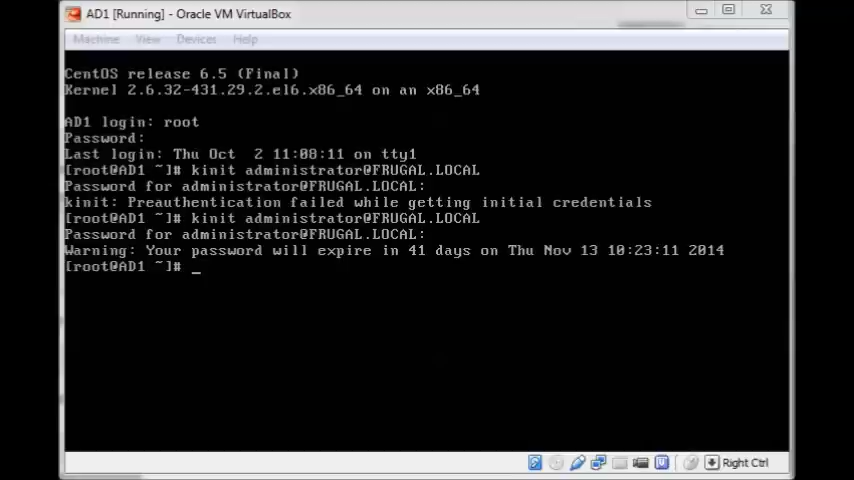 AD1 [Running] - Oracle VM VirtualBox
Machine View Devices Help
CentOS release 6.5 (Final)
Kernel 2.6.32-431.29.2.el6.x86_64 on an x86_64
AD1 login: root
Password:
Last login: Thu Oct  2 11:08:11 on tty1
[root@AD1 ~]# kinit administrator@FRUGAL.LOCAL
Password for administrator@FRUGAL.LOCAL:
kinit: Preauthentication failed while getting initial credentials
[root@AD1 ~]# kinit administrator@FRUGAL.LOCAL
Password for administrator@FRUGAL.LOCAL:
Warning: Your password will expire in 41 days on Thu Nov 13 10:23:11 2014
[root@AD1 ~]# _
Right Ctrl